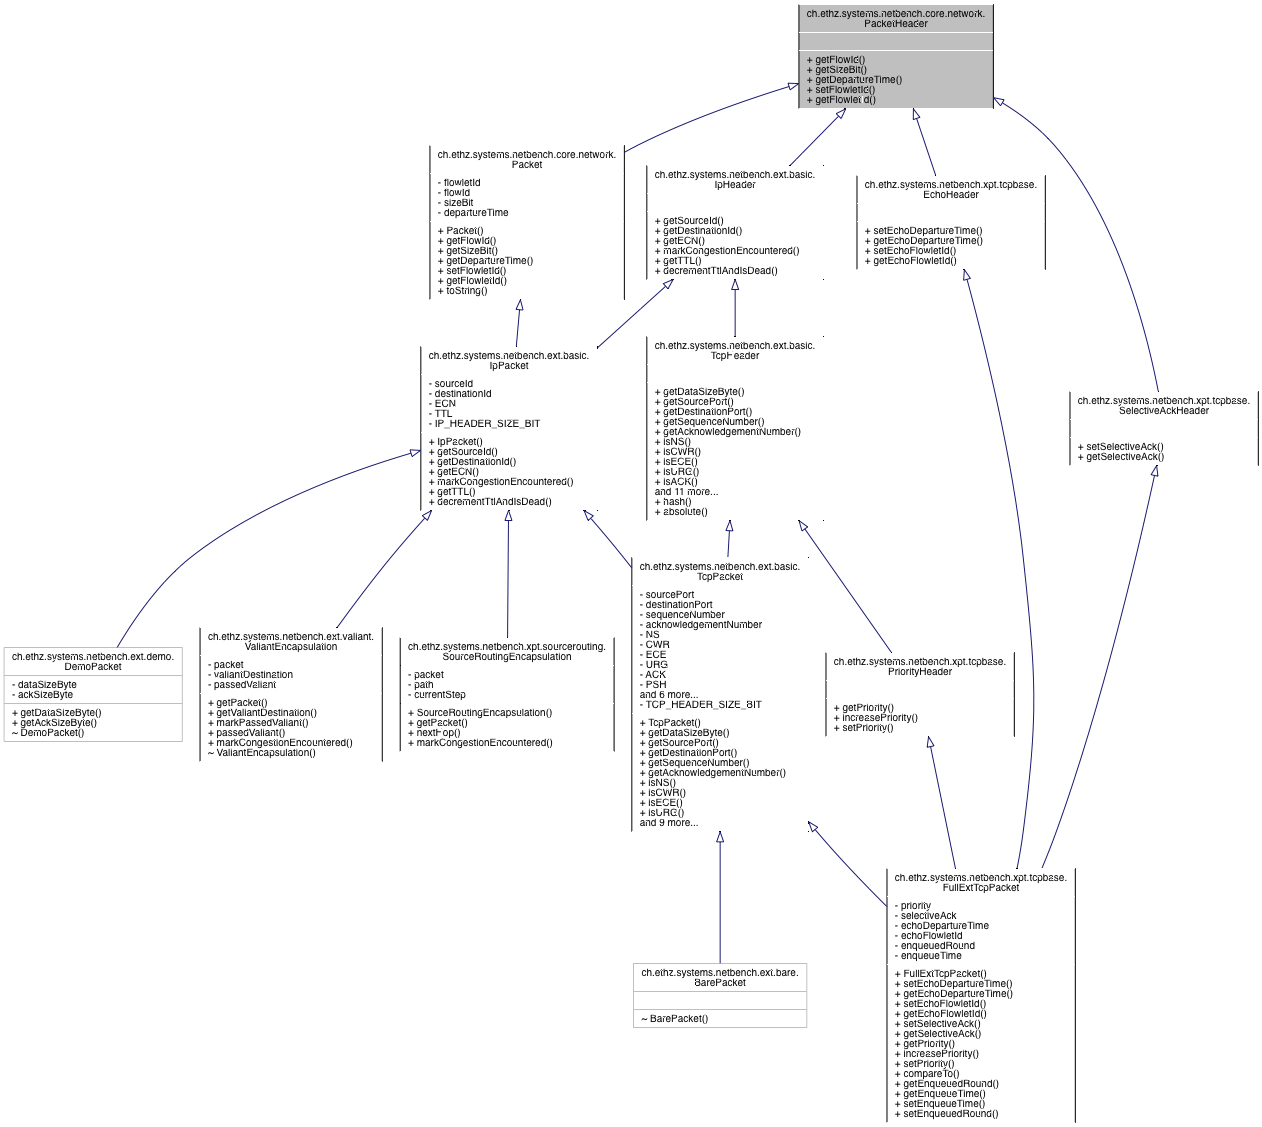 ch.ethz.systems.netbench.core.network.
PacketHeader
+ getFlowId()
+ getSizeBit()
+ getDepartureTime()
+ setFlowletId()
+ getFlowletId()
ch.ethz.systems.netbench.core.network.
Packet
- flowletId
- flowId
- sizeBit
- departureTime
+ Packet()
+ getFlowId()
+ getSizeBit()
+ getDepartureTime()
+ setFlowletId()
+ getFlowletId()
+ toString()
ch.ethz.systems.netbench.ext.basic.
IpHeader
+ getSourceId()
+ getDestinationId()
+ getECN()
+ markCongestionEncountered()
+ getTTL()
+ decrementTtlAndIsDead()
ch.ethz.systems.netbench.xpt.tcpbase.
EchoHeader
+ setEchoDepartureTime()
+ getEchoDepartureTime()
+ setEchoFlowletId()
+ getEchoFlowletId()
ch.ethz.systems.netbench.ext.basic.
IpPacket
- sourceId
- destinationId
- ECN
- TTL
- IP_HEADER_SIZE_BIT
+ IpPacket()
+ getSourceId()
+ getDestinationId()
+ getECN()
+ markCongestionEncountered()
+ getTTL()
+ decrementTtlAndIsDead()
ch.ethz.systems.netbench.ext.basic.
TcpHeader
+ getDataSizeByte()
+ getSourcePort()
+ getDestinationPort()
+ getSequenceNumber()
+ getAcknowledgementNumber()
+ isNS()
+ isCWR()
+ isECE()
+ isURG()
+ isACK()
and 11 more...
+ hash()
+ absolute()
ch.ethz.systems.netbench.xpt.tcpbase.
SelectiveAckHeader
+ setSelectiveAck()
+ getSelectiveAck()
ch.ethz.systems.netbench.ext.demo.
DemoPacket
- dataSizeByte
- ackSizeByte
+ getDataSizeByte()
+ getAckSizeByte()
~ DemoPacket()
ch.ethz.systems.netbench.ext.valiant.
ValiantEncapsulation
- packet
- valiantDestination
- passedValiant
+ getPacket()
+ getValiantDestination()
+ markPassedValiant()
+ passedValiant()
+ markCongestionEncountered()
~ ValiantEncapsulation()
ch.ethz.systems.netbench.xpt.sourcerouting.
SourceRoutingEncapsulation
- packet
- path
- currentStep
+ SourceRoutingEncapsulation()
+ getPacket()
+ nextHop()
+ markCongestionEncountered()
ch.ethz.systems.netbench.ext.basic.
TcpPacket
- sourcePort
- destinationPort
- sequenceNumber
- acknowledgementNumber
- NS
- CWR
- ECE
- URG
- ACK
- PSH
and 6 more...
- TCP_HEADER_SIZE_BIT
+ TcpPacket()
+ getDataSizeByte()
+ getSourcePort()
+ getDestinationPort()
+ getSequenceNumber()
+ getAcknowledgementNumber()
+ isNS()
+ isCWR()
+ isECE()
+ isURG()
and 9 more...
ch.ethz.systems.netbench.xpt.tcpbase.
PriorityHeader
+ getPriority()
+ increasePriority()
+ setPriority()
ch.ethz.systems.netbench.ext.bare.
BarePacket
~ BarePacket()
ch.ethz.systems.netbench.xpt.tcpbase.
FullExtTcpPacket
- priority
- selectiveAck
- echoDepartureTime
- echoFlowletId
- enqueuedRound
- enqueueTime
+ FullExtTcpPacket()
+ setEchoDepartureTime()
+ getEchoDepartureTime()
+ setEchoFlowletId()
+ getEchoFlowletId()
+ setSelectiveAck()
+ getSelectiveAck()
+ getPriority()
+ increasePriority()
+ setPriority()
+ compareTo()
+ getEnqueuedRound()
+ getEnqueueTime()
+ setEnqueueTime()
+ setEnqueuedRound()